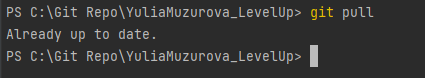 PS C:\Git Repo\YuliaMuzurova_LevelUp> git pull
Already up to date.
PS C:\Git Repo\YuliaMuzurova_LevelUp>